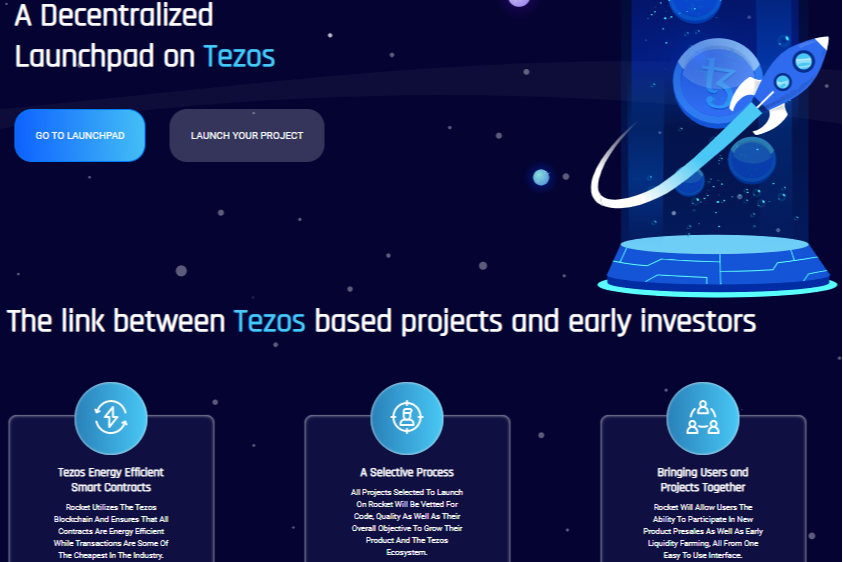 A Decentralized
Launchpad on Tezos
GO TO LAUNCHPAD
LAUNCH YOUR PROJECT
The link between Tezos based projects and early investors
Tezos Energy Efficient
Smart Contracts
Rocket Utilizes The Tezos
Blockchain And Ensures That All
Contracts Are Energy Efficient
While Transactions Are Some Of
The Cheapest In The Industry.
A Selective Process
All Projects Selected To Launch
On Rocket Will Be Vetted For
Code, Quality As Well As Their
Overall Objective To Grow Their
Product And The Tezos
Ecosystem.
Bringing Users and
Projects Together
Rocket Will Allow Users The
Ability To Participate In New
Product Presales As Well As Early
Liquidity Farming, All From One
Easy To Use Interface.